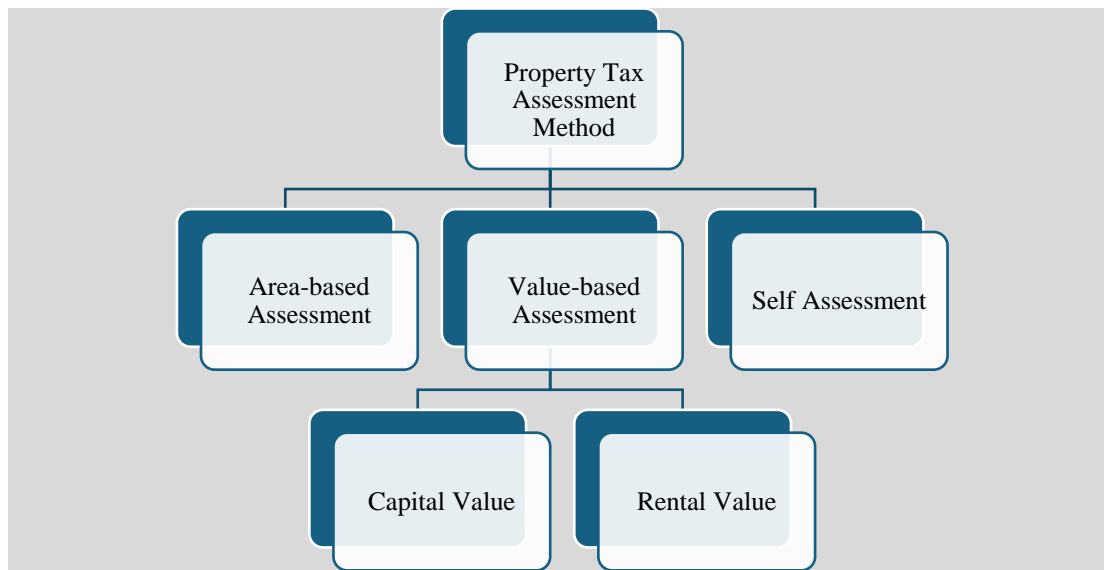 Property Tax
Assessment
Method
Area-based
Assessment
Value-based
Assessment
Self Assessment
Capital Value
Rental Value